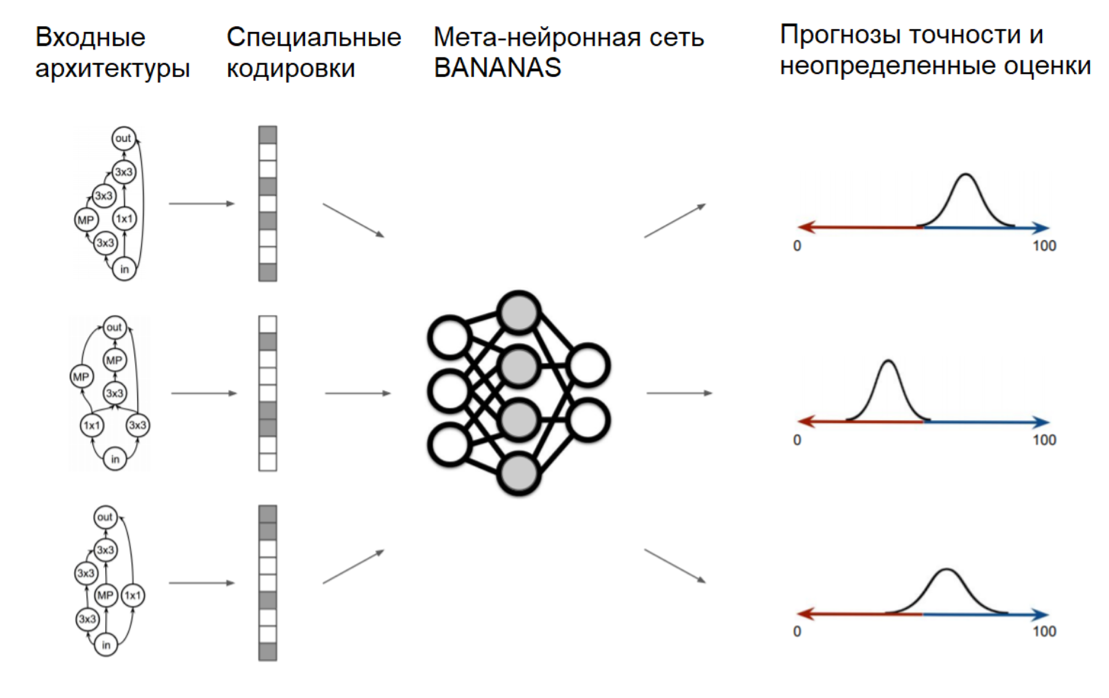 Входные
архитектуры
Специальные
кодировки
Мета-нейронная сеть
BANANAS
Прогнозы точности и
неопределенные оценки
out
3x3
3x3
MP
1x1
3x3
in
0
100
out
MP
MP
3x3
1x1
3x3
in
0
100
out
3x3
3x3
MP
1x1
3x3
in
0
100